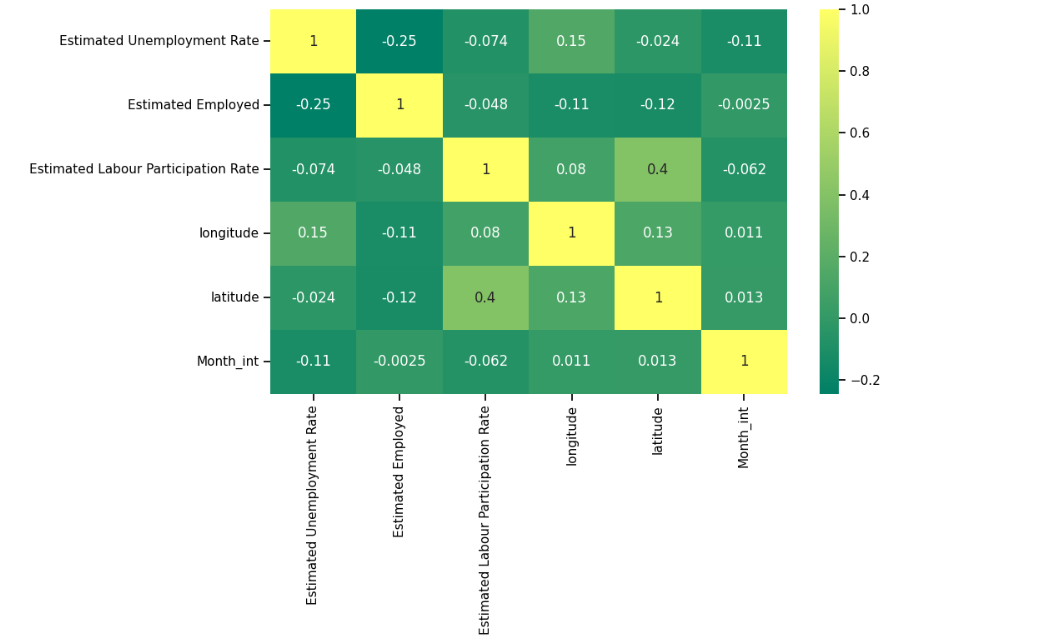 Estimated Unemployment Rate 1 -0.25 -0.074 0.15 -0.024 -0.11
Estimated Employed -0.25 1 -0.048 -0.11 -0.12 -0.0025
Estimated Labour Participation Rate -0.074 -0.048 1 0.08 0.4 -0.062
longitude 0.15 -0.11 0.08 1 0.13 0.011
latitude -0.024 -0.12 0.4 0.13 1 0.013
Month_int -0.11 -0.0025 -0.062 0.011 0.013 1
Estimated Unemployment Rate
Estimated Employed
Estimated Labour Participation Rate
longitude
latitude
Month_int
1.0
0.8
0.6
0.4
0.2
0.0
−0.2